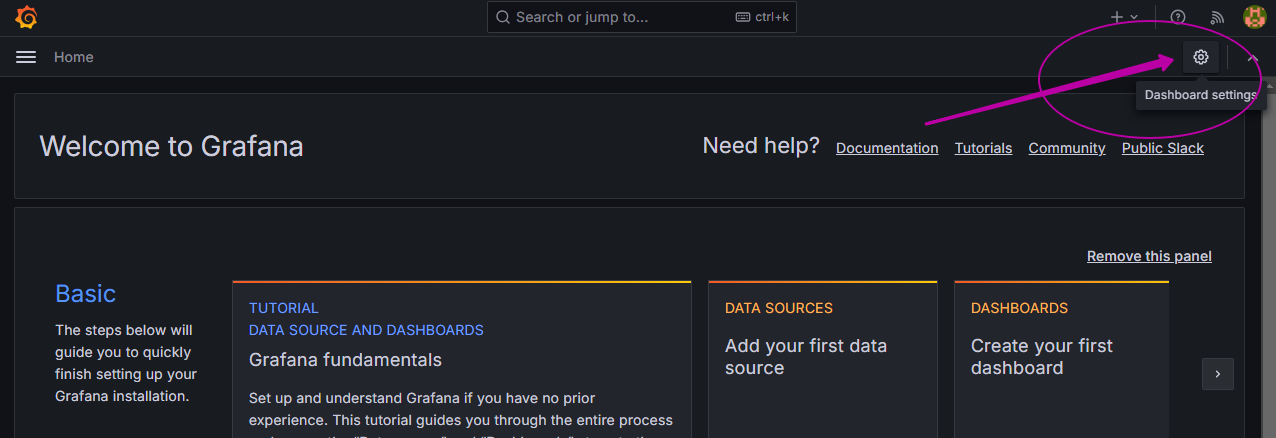 Search or jump to... ctrl+k
Home
Dashboard settings
Welcome to Grafana
Need help? Documentation Tutorials Community Public Slack
Remove this panel
Basic
The steps below will
guide you to quickly
finish setting up your
Grafana installation.
TUTORIAL
DATA SOURCE AND DASHBOARDS
Grafana fundamentals
Set up and understand Grafana if you have no prior
experience. This tutorial guides you through the entire process
DATA SOURCES
Add your first data
source
DASHBOARDS
Create your first
dashboard